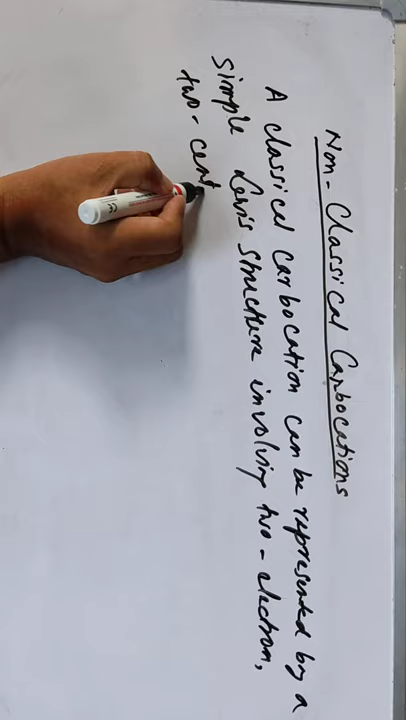 Non-Classical Carbocations
A classical carbocation can be represented by a
simple Lewis structure involving two-electron,
two-cent